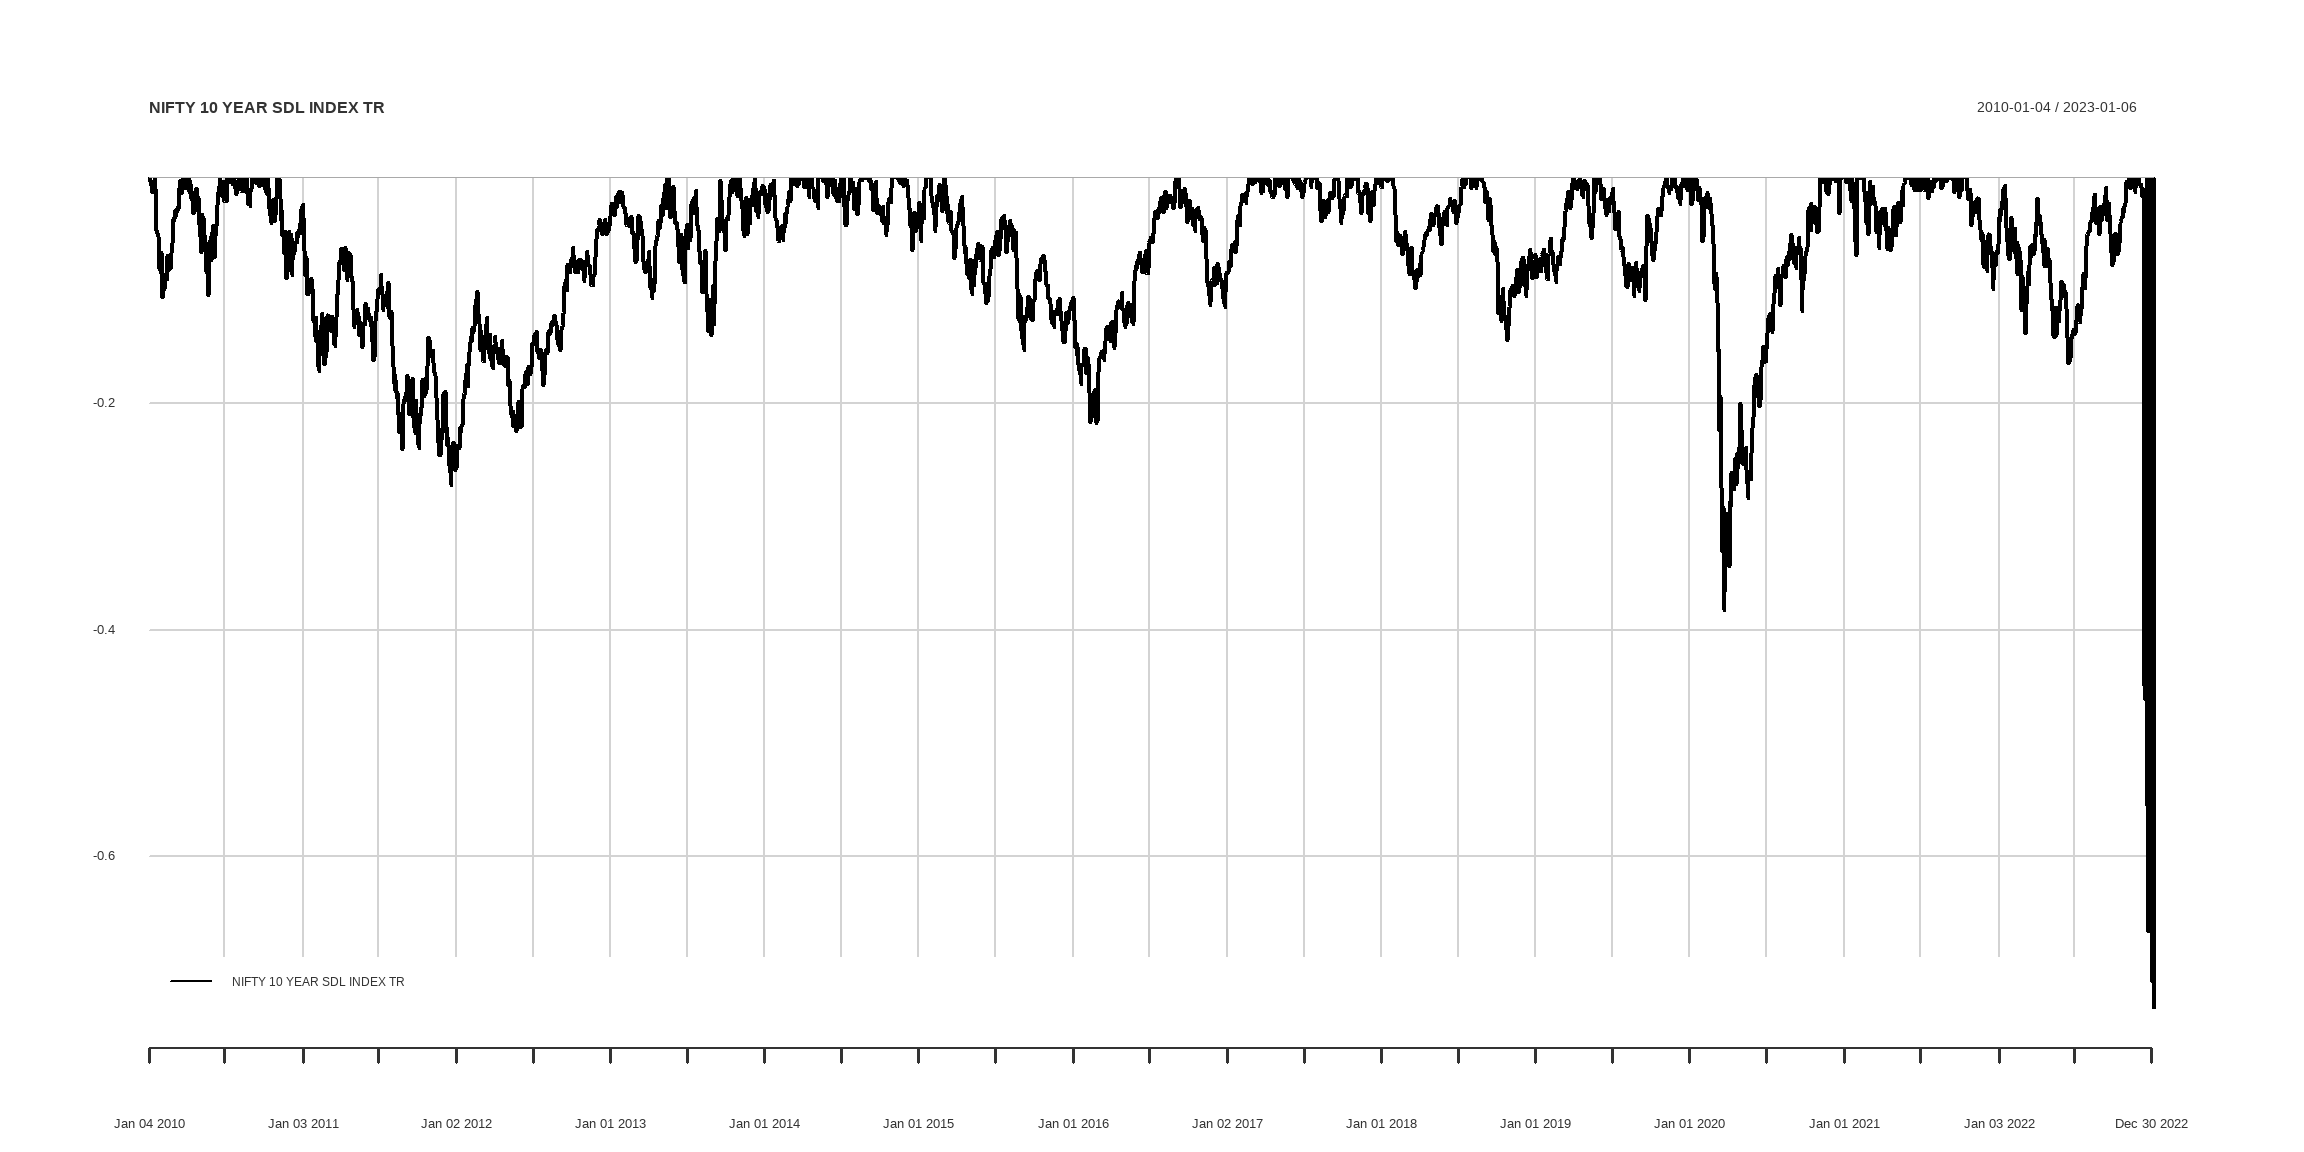 NIFTY 10 YEAR SDL INDEX TR
2010-01-04 / 2023-01-06
-0.2
-0.4
-0.6
NIFTY 10 YEAR SDL INDEX TR
Jan 04 2010 Jan 03 2011 Jan 02 2012 Jan 01 2013 Jan 01 2014 Jan 01 2015 Jan 01 2016 Jan 02 2017 Jan 01 2018 Jan 01 2019 Jan 01 2020 Jan 01 2021 Jan 03 2022 Dec 30 2022